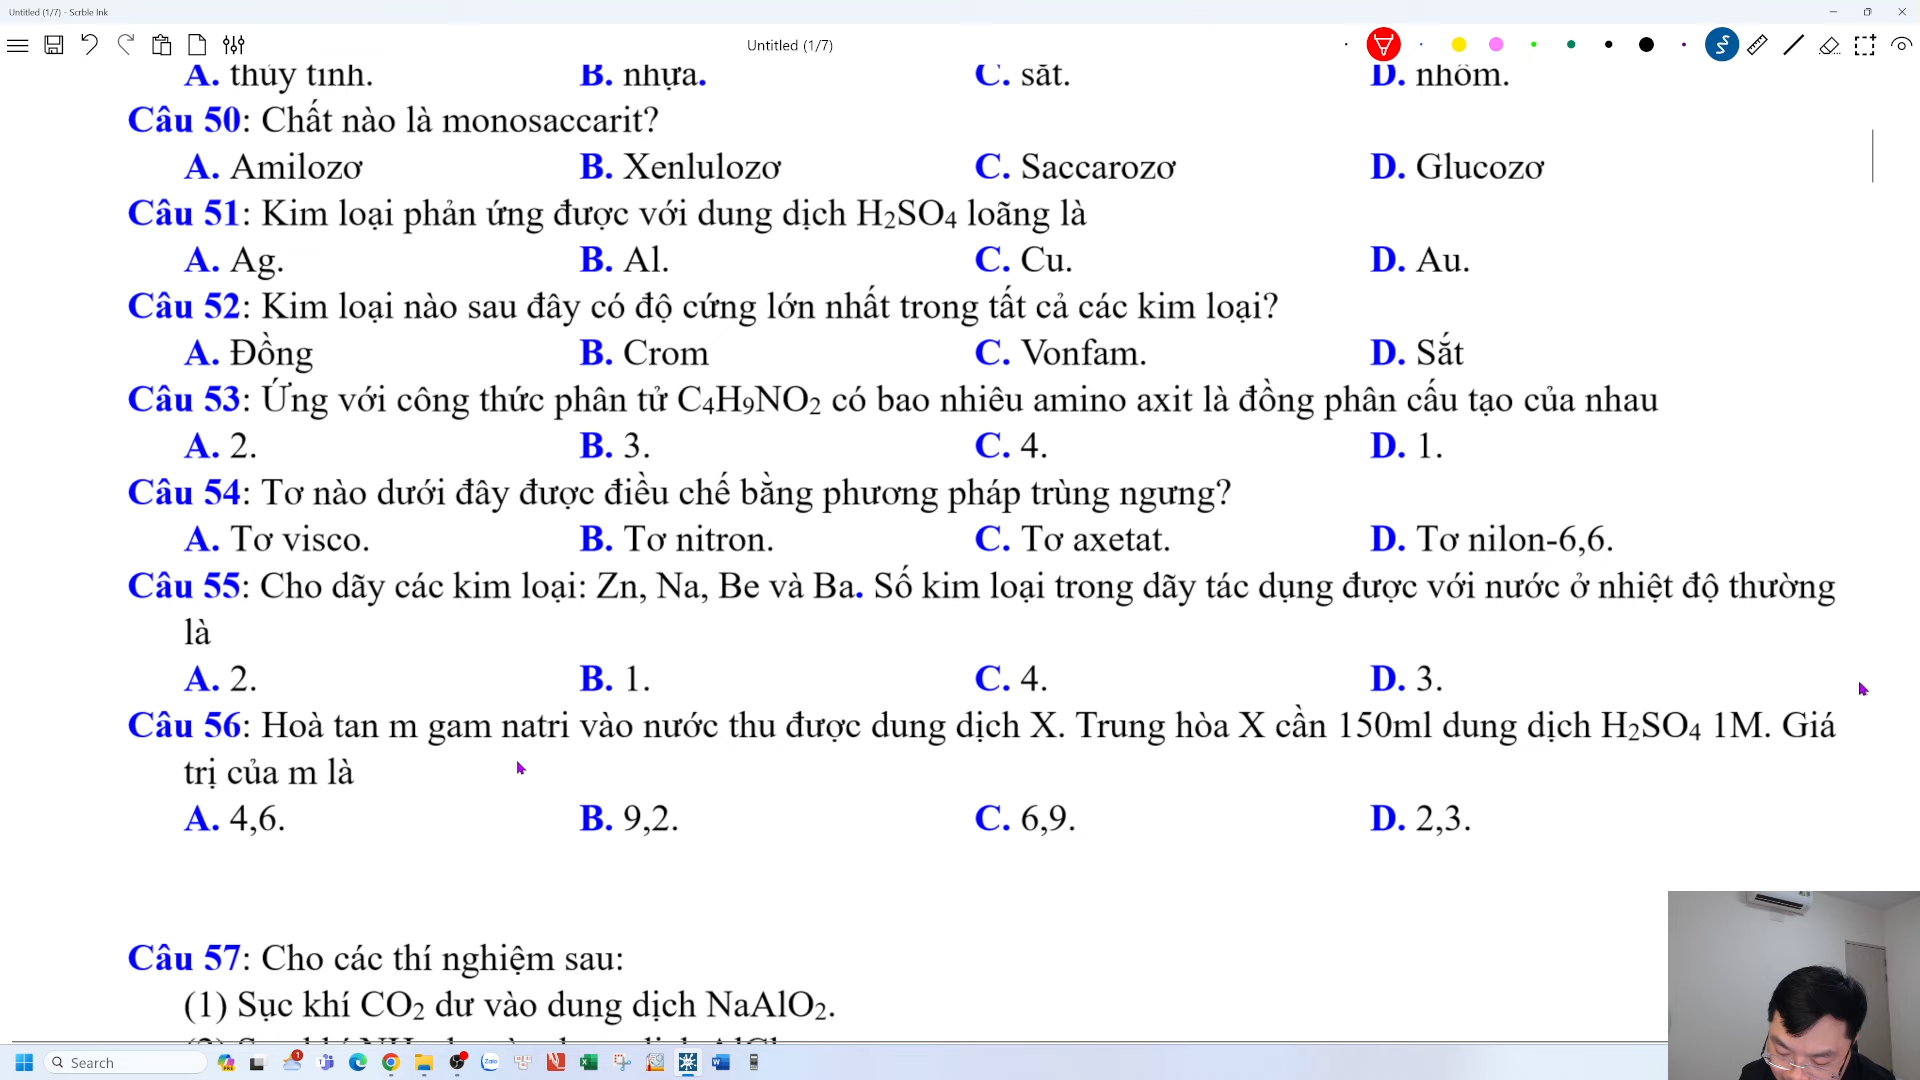 Untitled (1/7) - Scrble Ink
Untitled (1/7)
A. thủy tinh. B. nhựa. C. sắt. D. nhôm.
Câu 50: Chất nào là monosaccarit?
A. Amilozơ B. Xenlulozơ C. Saccarozơ D. Glucozơ
Câu 51: Kim loại phản ứng được với dung dịch H2SO4 loãng là
A. Ag. B. Al. C. Cu. D. Au.
Câu 52: Kim loại nào sau đây có độ cứng lớn nhất trong tất cả các kim loại?
A. Đồng B. Crom C. Vonfam. D. Sắt
Câu 53: Ứng với công thức phân tử C4H9NO2 có bao nhiêu amino axit là đồng phân cấu tạo của nhau
A. 2. B. 3. C. 4. D. 1.
Câu 54: Tơ nào dưới đây được điều chế bằng phương pháp trùng ngưng?
A. Tơ visco. B. Tơ nitron. C. Tơ axetat. D. Tơ nilon-6,6.
Câu 55: Cho dãy các kim loại: Zn, Na, Be và Ba. Số kim loại trong dãy tác dụng được với nước ở nhiệt độ thường
là
A. 2. B. 1. C. 4. D. 3.
Câu 56: Hoà tan m gam natri vào nước thu được dung dịch X. Trung hòa X cần 150ml dung dịch H2SO4 1M. Giá
trị của m là
A. 4,6. B. 9,2. C. 6,9. D. 2,3.
Câu 57: Cho các thí nghiệm sau:
(1) Sục khí CO2 dư vào dung dịch NaAlO2.
Search